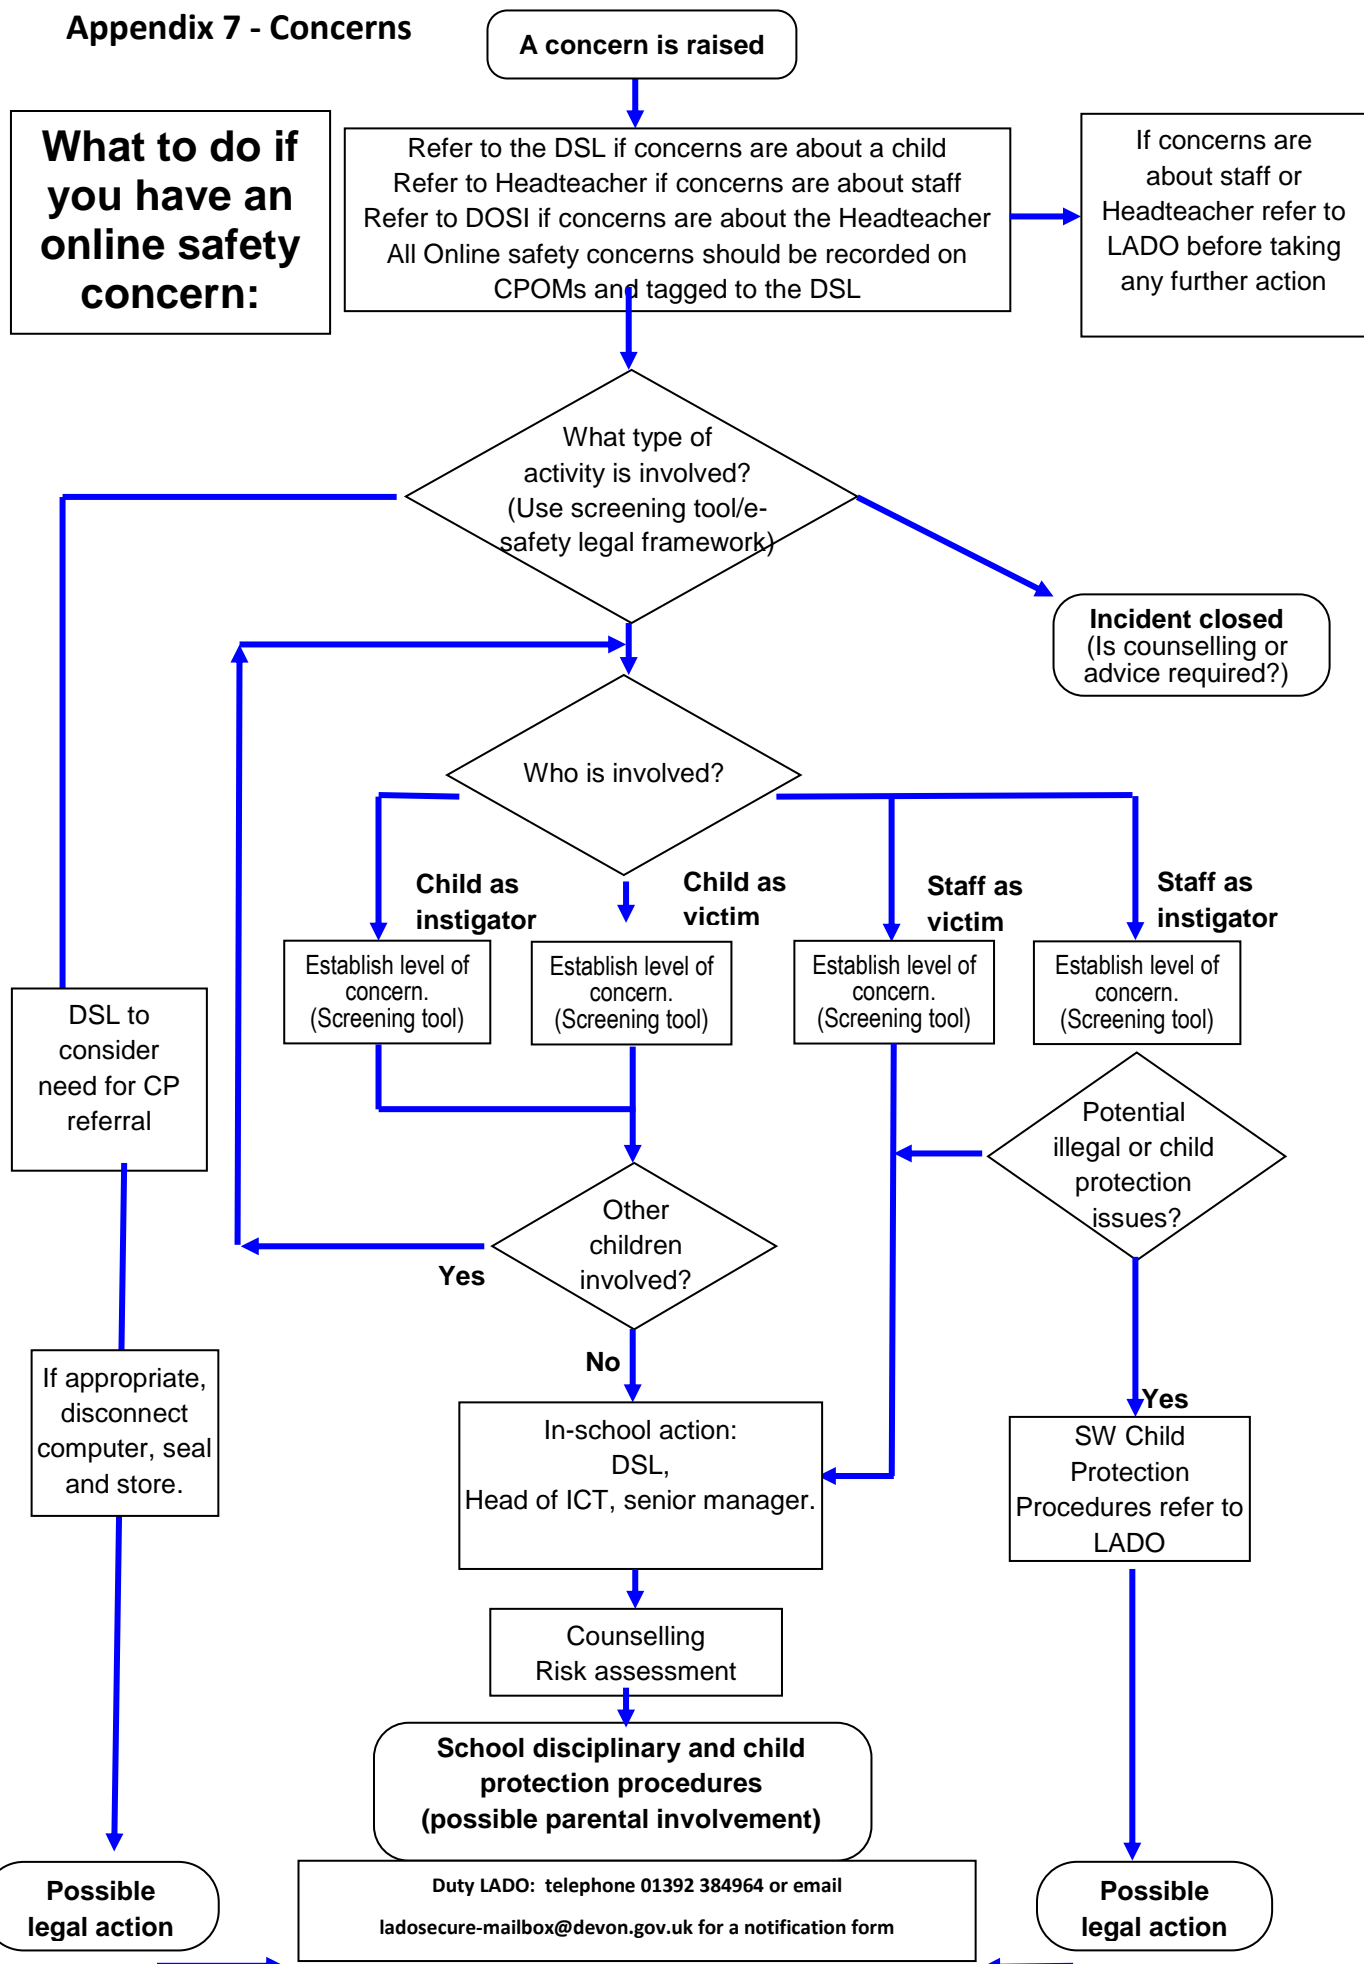 Appendix 7 - Concerns
A concern is raised
What to do if
you have an
online safety
concern:
Refer to the DSL if concerns are about a child
Refer to Headteacher if concerns are about staff
Refer to DOSI if concerns are about the Headteacher
All Online safety concerns should be recorded on
CPOMs and tagged to the DSL
If concerns are
about staff or
Headteacher refer to
LADO before taking
any further action
What type of
activity is involved?
(Use screening tool/e-
safety legal framework)
Incident closed
(Is counselling or
advice required?)
Who is involved?
Child as
instigator
Child as
victim
Staff as
victim
Staff as
instigator
Establish level of
concern.
(Screening tool)
Establish level of
concern.
(Screening tool)
Establish level of
concern.
(Screening tool)
Establish level of
concern.
(Screening tool)
DSL to
consider
need for CP
referral
Potential
illegal or child
protection
issues?
Other
children
involved?
Yes
No
If appropriate,
disconnect
computer, seal
and store.
In-school action:
DSL,
Head of ICT, senior manager.
Yes
SW Child
Protection
Procedures refer to
LADO
Counselling
Risk assessment
School disciplinary and child
protection procedures
(possible parental involvement)
Possible
legal action
Duty LADO: telephone 01392 384964 or email
ladosecure-mailbox@devon.gov.uk for a notification form
Possible
legal action